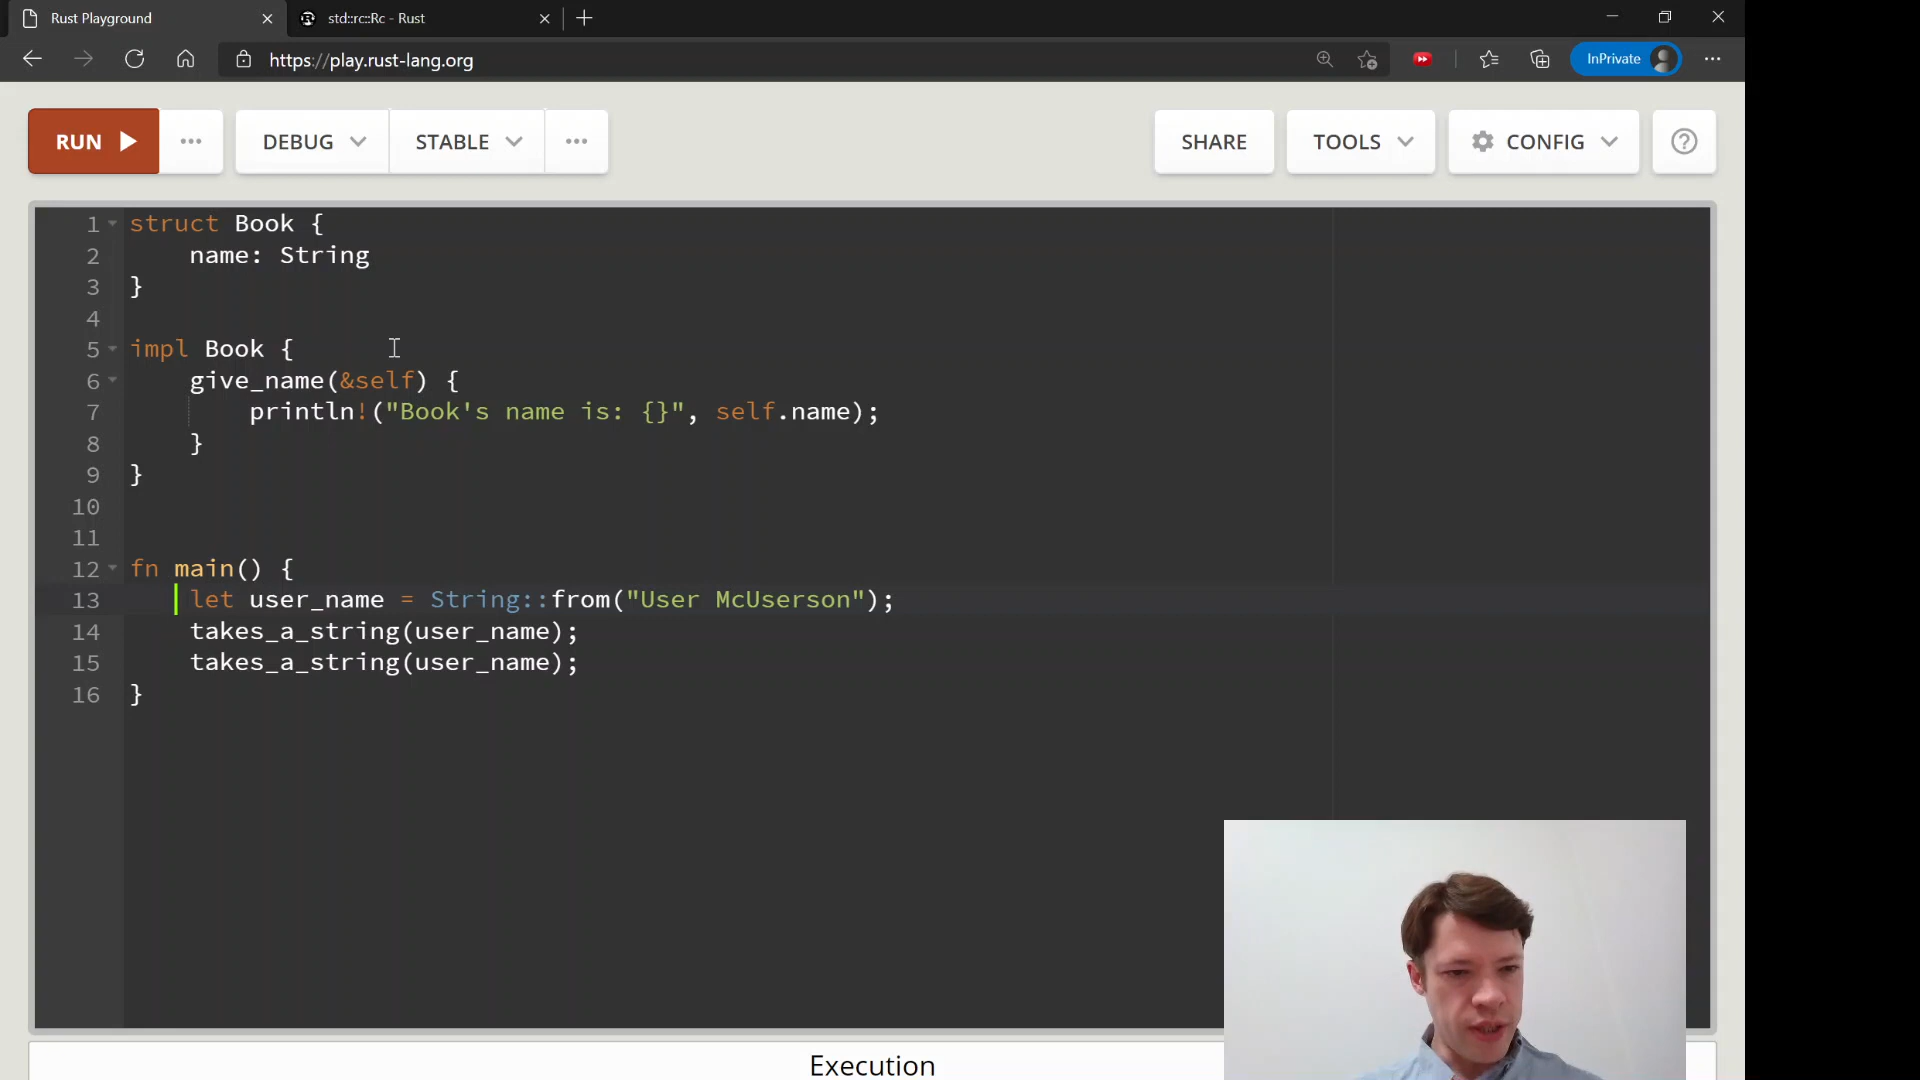 Rust Playground
std::rc::Rc - Rust
https://play.rust-lang.org
InPrivate
RUN
DEBUG
STABLE
SHARE
TOOLS
CONFIG
1 struct Book {
2     name: String
3 }
4
5 impl Book {
6     give_name(&self) {
7         println!("Book's name is: {}", self.name);
8     }
9 }
10
11
12 fn main() {
13     let user_name = String::from("User McUserson");
14     takes_a_string(user_name);
15     takes_a_string(user_name);
16 }
Execution